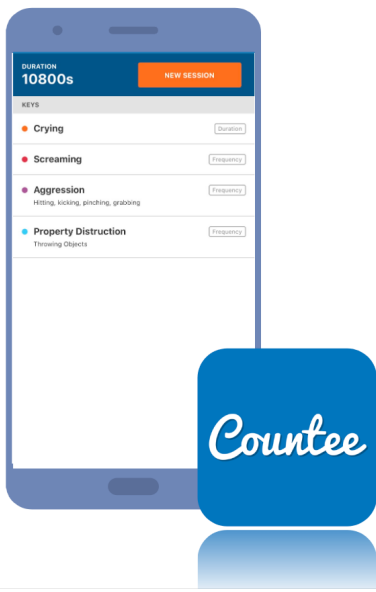 DURATION
10800s
NEW SESSION
KEYS
Crying
Duration
Screaming
Frequency
Aggression
Frequency
Hitting, kicking, pinching, grabbing
Property Distruction
Frequency
Throwing Objects
Countee